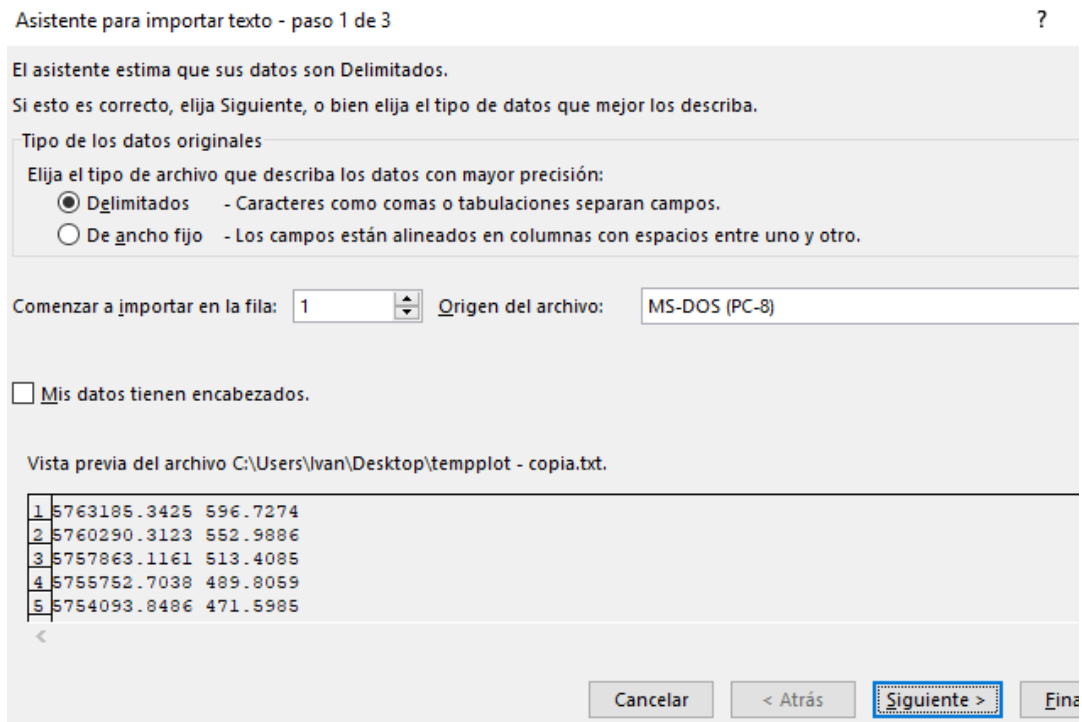 Asistente para importar texto - paso 1 de 3 ?
El asistente estima que sus datos son Delimitados.
Si esto es correcto, elija Siguiente, o bien elija el tipo de datos que mejor los describa.
Tipo de los datos originales
Elija el tipo de archivo que describa los datos con mayor precisión:
Delimitados - Caracteres como comas o tabulaciones separan campos.
De ancho fijo - Los campos están alineados en columnas con espacios entre uno y otro.
Comenzar a importar en la fila: 1 Origen del archivo: MS-DOS (PC-8)
Mis datos tienen encabezados.
Vista previa del archivo C:\Users\Ivan\Desktop\tempplot - copia.txt.
1 5763185.3425 596.7274
2 5760290.3123 552.9886
3 5757863.1161 513.4085
4 5755752.7038 489.8059
5 5754093.8486 471.5985
Cancelar < Atrás Siguiente > Fina